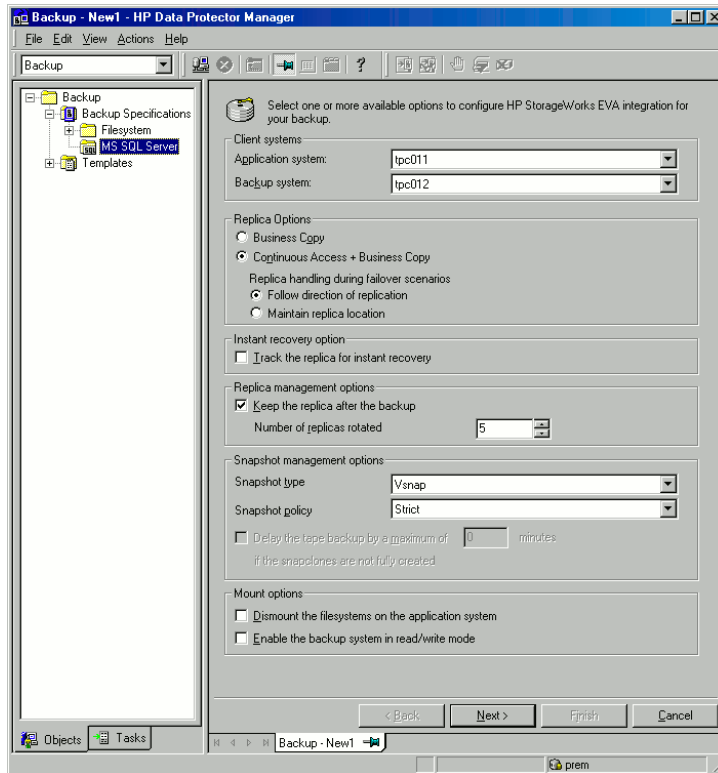 Backup - New1 - HP Data Protector Manager
File Edit View Actions Help
Backup
Backup
Backup Specifications
Filesystem
MS SQL Server
Templates
Select one or more available options to configure HP StorageWorks EVA integration for
your backup.
Client systems
Application system: tpc011
Backup system: tpc012
Replica Options
Business Copy
Continuous Access + Business Copy
Replica handling during failover scenarios
Follow direction of replication
Maintain replica location
Instant recovery option
Track the replica for instant recovery
Replica management options
Keep the replica after the backup
Number of replicas rotated 5
Snapshot management options
Snapshot type Vsnap
Snapshot policy Strict
Delay the tape backup by a maximum of 0 minutes
if the snapclones are not fully created
Mount options
Dismount the filesystems on the application system
Enable the backup system in read/write mode
< Back Next > Finish Cancel
Objects Tasks
Backup - New1
prem